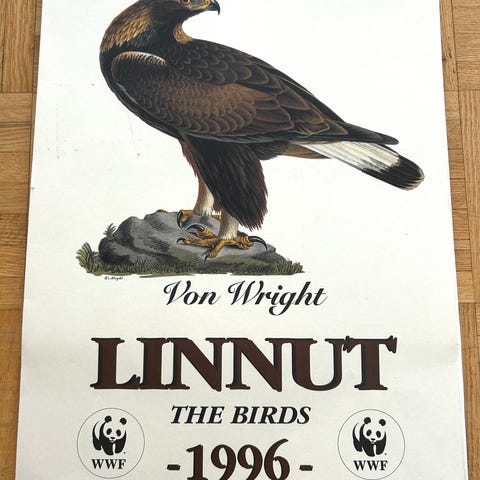 Von Wright
LINNUT
THE BIRDS
WWF
-1996-
WWF